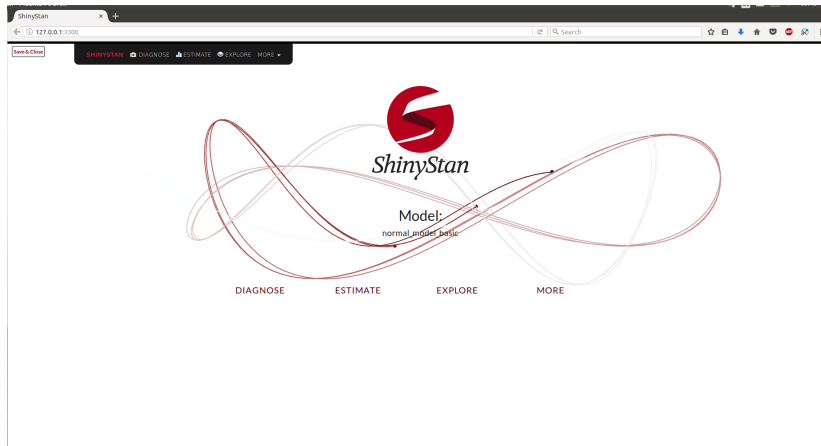 ShinyStan × +
127.0.0.1:3300
Search
Save & Close
SHINYSTAN DIAGNOSE ESTIMATE EXPLORE MORE
ShinyStan
Model:
normal_model_basic
DIAGNOSE ESTIMATE EXPLORE MORE